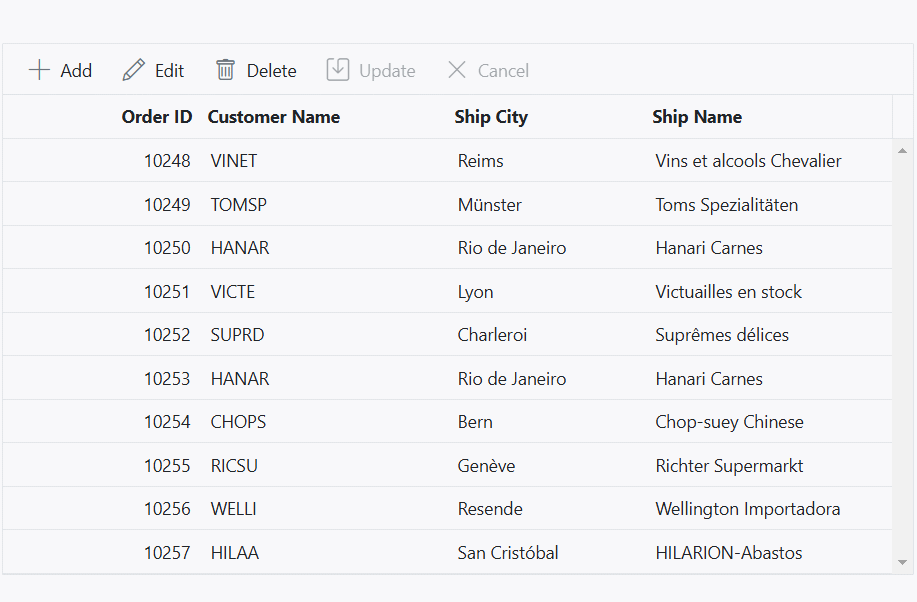 Add Edit Delete Update Cancel
Order ID Customer Name Ship City Ship Name
10248 VINET Reims Vins et alcools Chevalier
10249 TOMSP Münster Toms Spezialitäten
10250 HANAR Rio de Janeiro Hanari Carnes
10251 VICTE Lyon Victuailles en stock
10252 SUPRD Charleroi Suprêmes délices
10253 HANAR Rio de Janeiro Hanari Carnes
10254 CHOPS Bern Chop-suey Chinese
10255 RICSU Genève Richter Supermarkt
10256 WELLI Resende Wellington Importadora
10257 HILAA San Cristóbal HILARION-Abastos